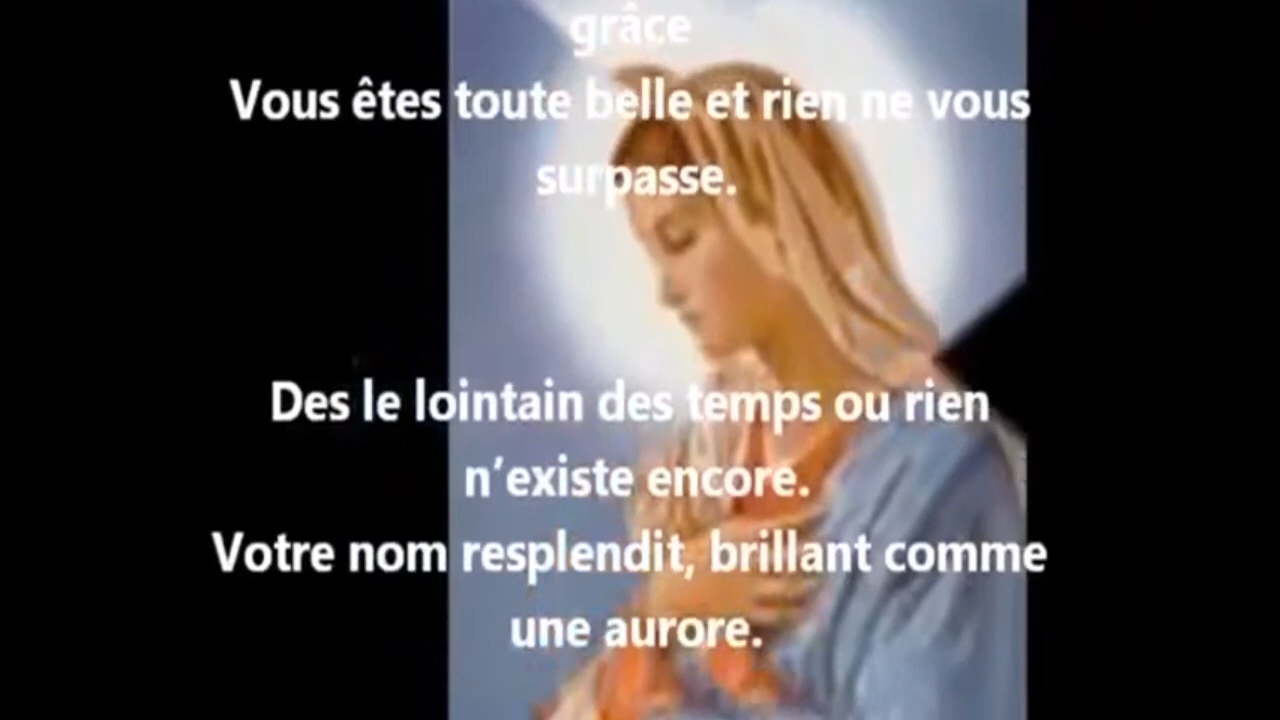 grâce
Vous êtes toute belle et rien ne vous
surpasse.
Des le lointain des temps ou rien
n’existe encore.
Votre nom resplendit, brillant comme
une aurore.